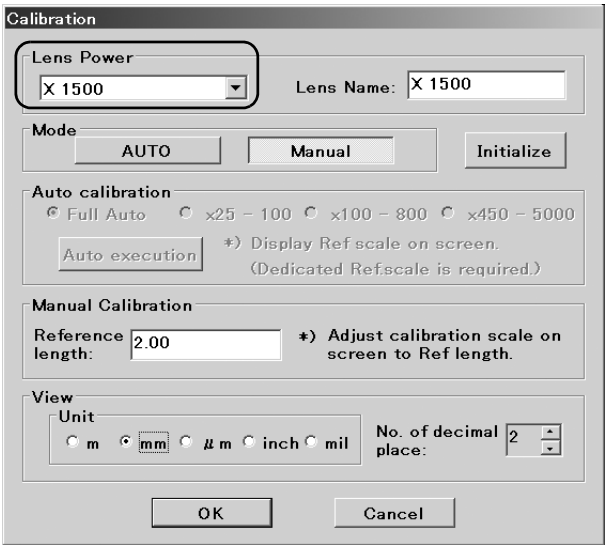 Calibration
Lens Power
X 1500
Lens Name: X 1500
Mode
AUTO Manual Initialize
Auto calibration
Full Auto x25 - 100 x100 - 800 x450 - 5000
Auto execution
*) Display Ref scale on screen.
(Dedicated Ref.scale is required.)
Manual Calibration
Reference length: 2.00
*) Adjust calibration scale on
screen to Ref length.
View
Unit
m mm μm inch mil
No. of decimal place: 2
OK Cancel